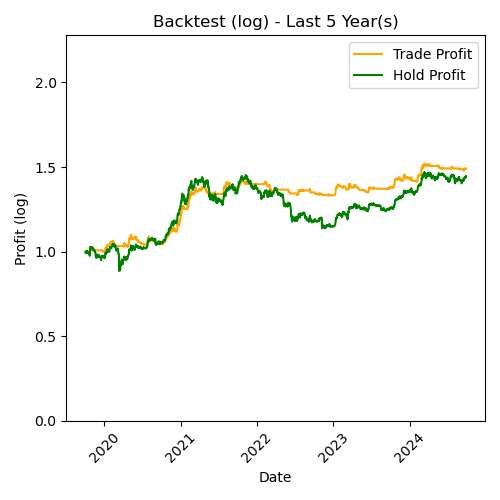 Backtest (log) - Last 5 Year(s)
Trade Profit
Hold Profit
2.0
1.5
1.0
0.5
0.0
Profit (log)
2020
2021
2022
2023
2024
Date